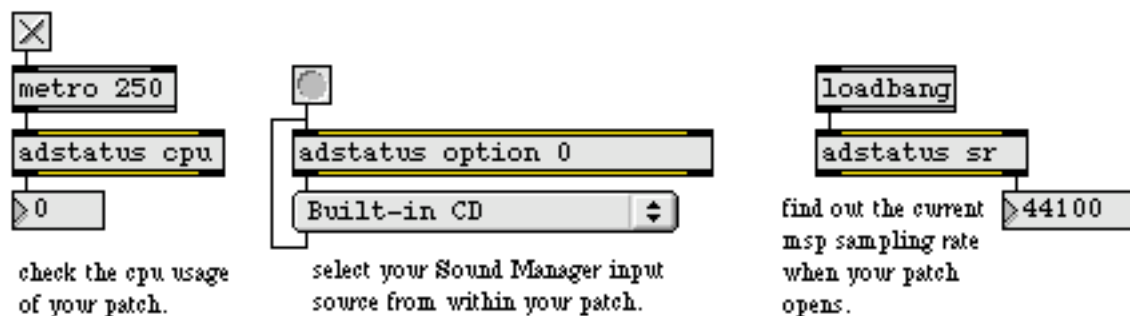 metro 250
adstatus cpu
0
check the cpu usage
of your patch.
adstatus option 0
Built-in CD
select your Sound Manager input
source from within your patch.
loadbang
adstatus sr
44100
find out the current
msp sampling rate
when your patch
opens.